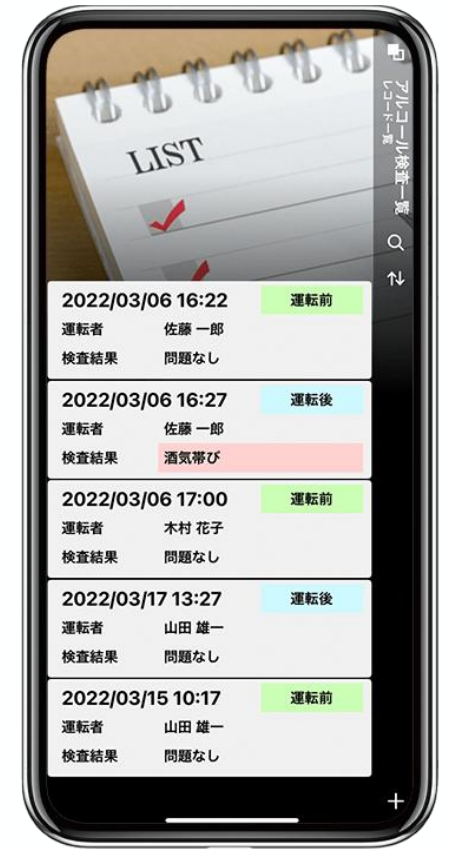 アルコール検査一覧
レコード一覧
LIST
2022/03/06 16:22 運転前
運転者 佐藤 一郎
検査結果 問題なし
2022/03/06 16:27 運転後
運転者 佐藤 一郎
検査結果 酒気帯び
2022/03/06 17:00 運転前
運転者 木村 花子
検査結果 問題なし
2022/03/17 13:27 運転後
運転者 山田 雄一
検査結果 問題なし
2022/03/15 10:17 運転前
運転者 山田 雄一
検査結果 問題なし